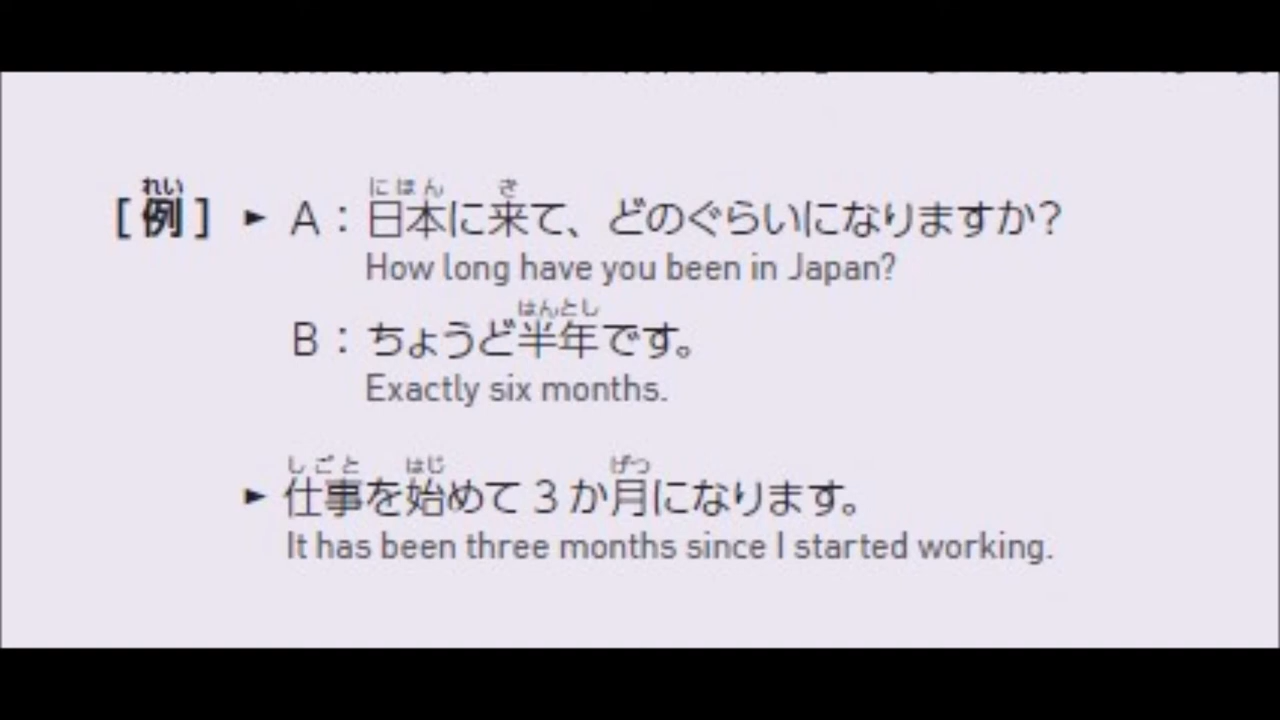 れい にほん き
[例] ► A：日本に来て、どのぐらいになりますか？
How long have you been in Japan?
はんとし
B：ちょうど半年です。
Exactly six months.
しごと はじ げつ
► 仕事を始めて 3 か月になります。
It has been three months since I started working.